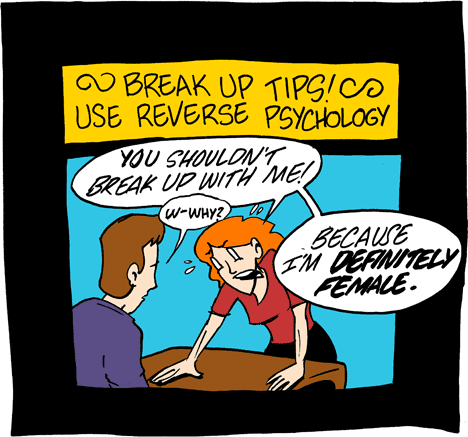 BREAK UP TIPS!
USE REVERSE PSYCHOLOGY
YOU SHOULDN'T
BREAK UP WITH ME!
W-WHY?
BECAUSE
I'M DEFINITELY
FEMALE.